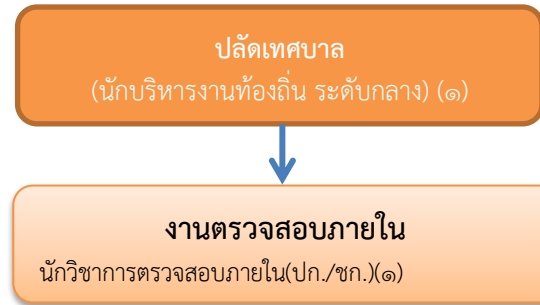 ปลัดเทศบาล
(นักบริหารงานท้องถิ่น ระดับกลาง) (๑)
งานตรวจสอบภายใน
นักวิชาการตรวจสอบภายใน(ปก./ชก.)(๑)